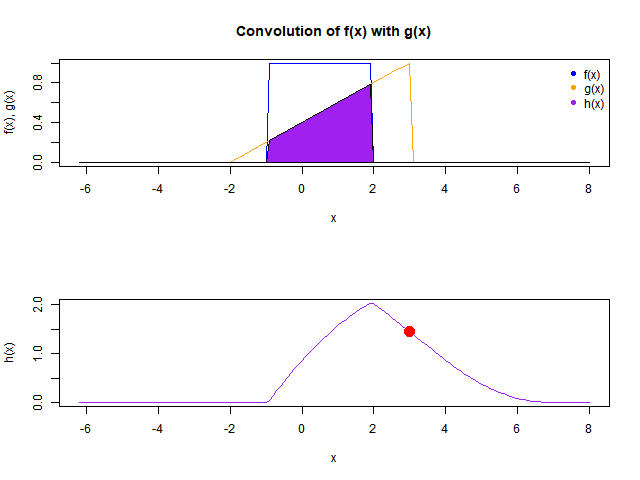 Convolution of f(x) with g(x)
f(x), g(x)
0.0 0.4 0.8
f(x)
g(x)
h(x)
-6 -4 -2 0 2 4 6 8
x
h(x)
0.0 1.0 2.0
-6 -4 -2 0 2 4 6 8
x